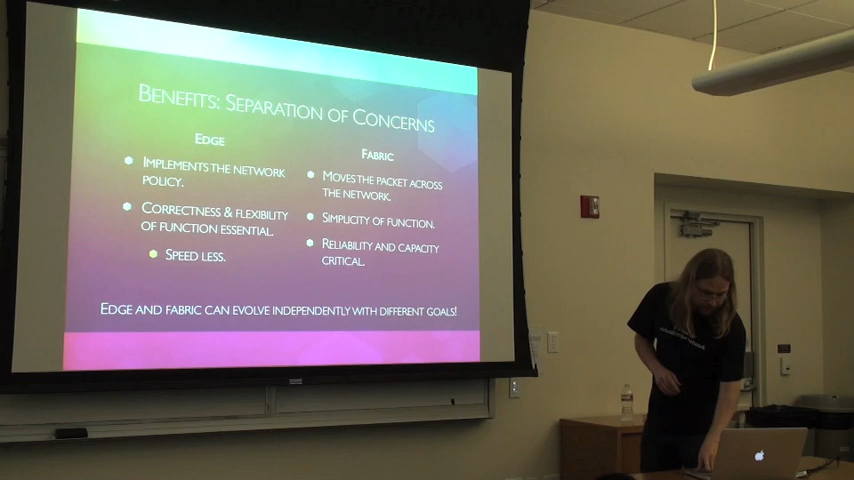 BENEFITS: SEPARATION OF CONCERNS
EDGE
IMPLEMENTS THE NETWORK
POLICY.
CORRECTNESS & FLEXIBILITY
OF FUNCTION ESSENTIAL.
SPEED LESS.
FABRIC
MOVES THE PACKET ACROSS
THE NETWORK.
SIMPLICITY OF FUNCTION.
RELIABILITY AND CAPACITY
CRITICAL.
EDGE AND FABRIC CAN EVOLVE INDEPENDENTLY WITH DIFFERENT GOALS!